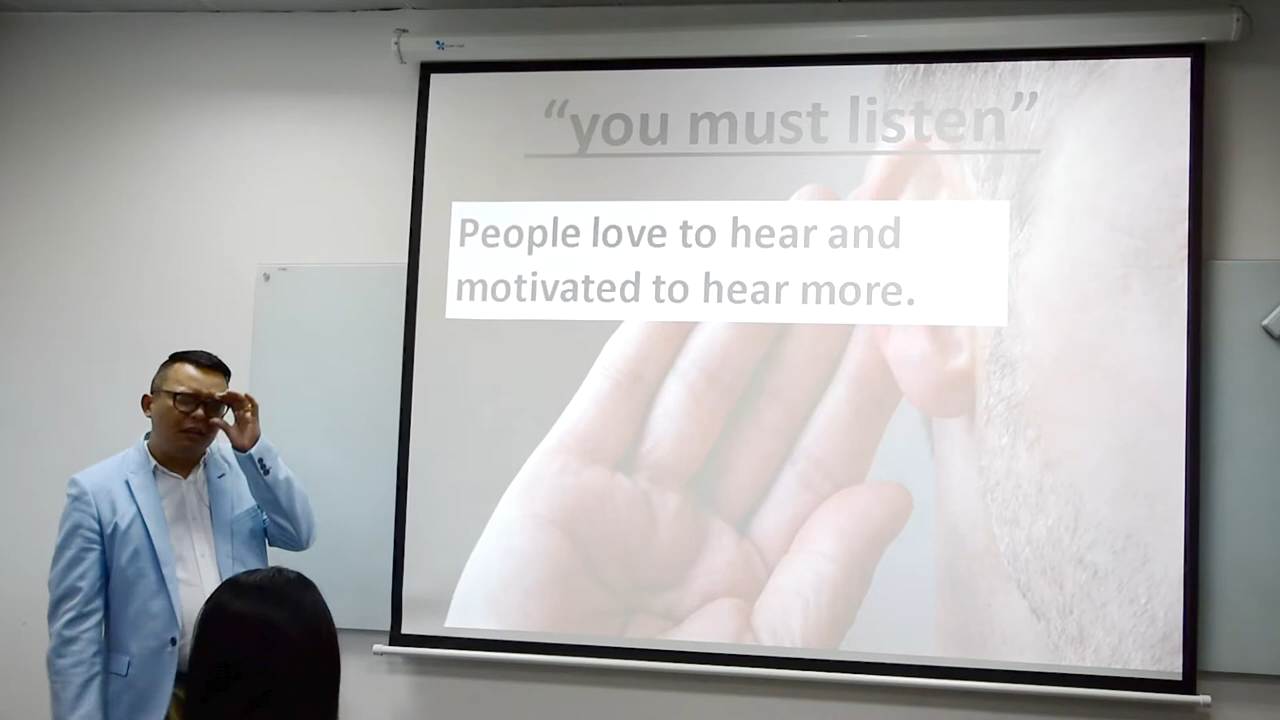 “you must listen”
People love to hear and
motivated to hear more.